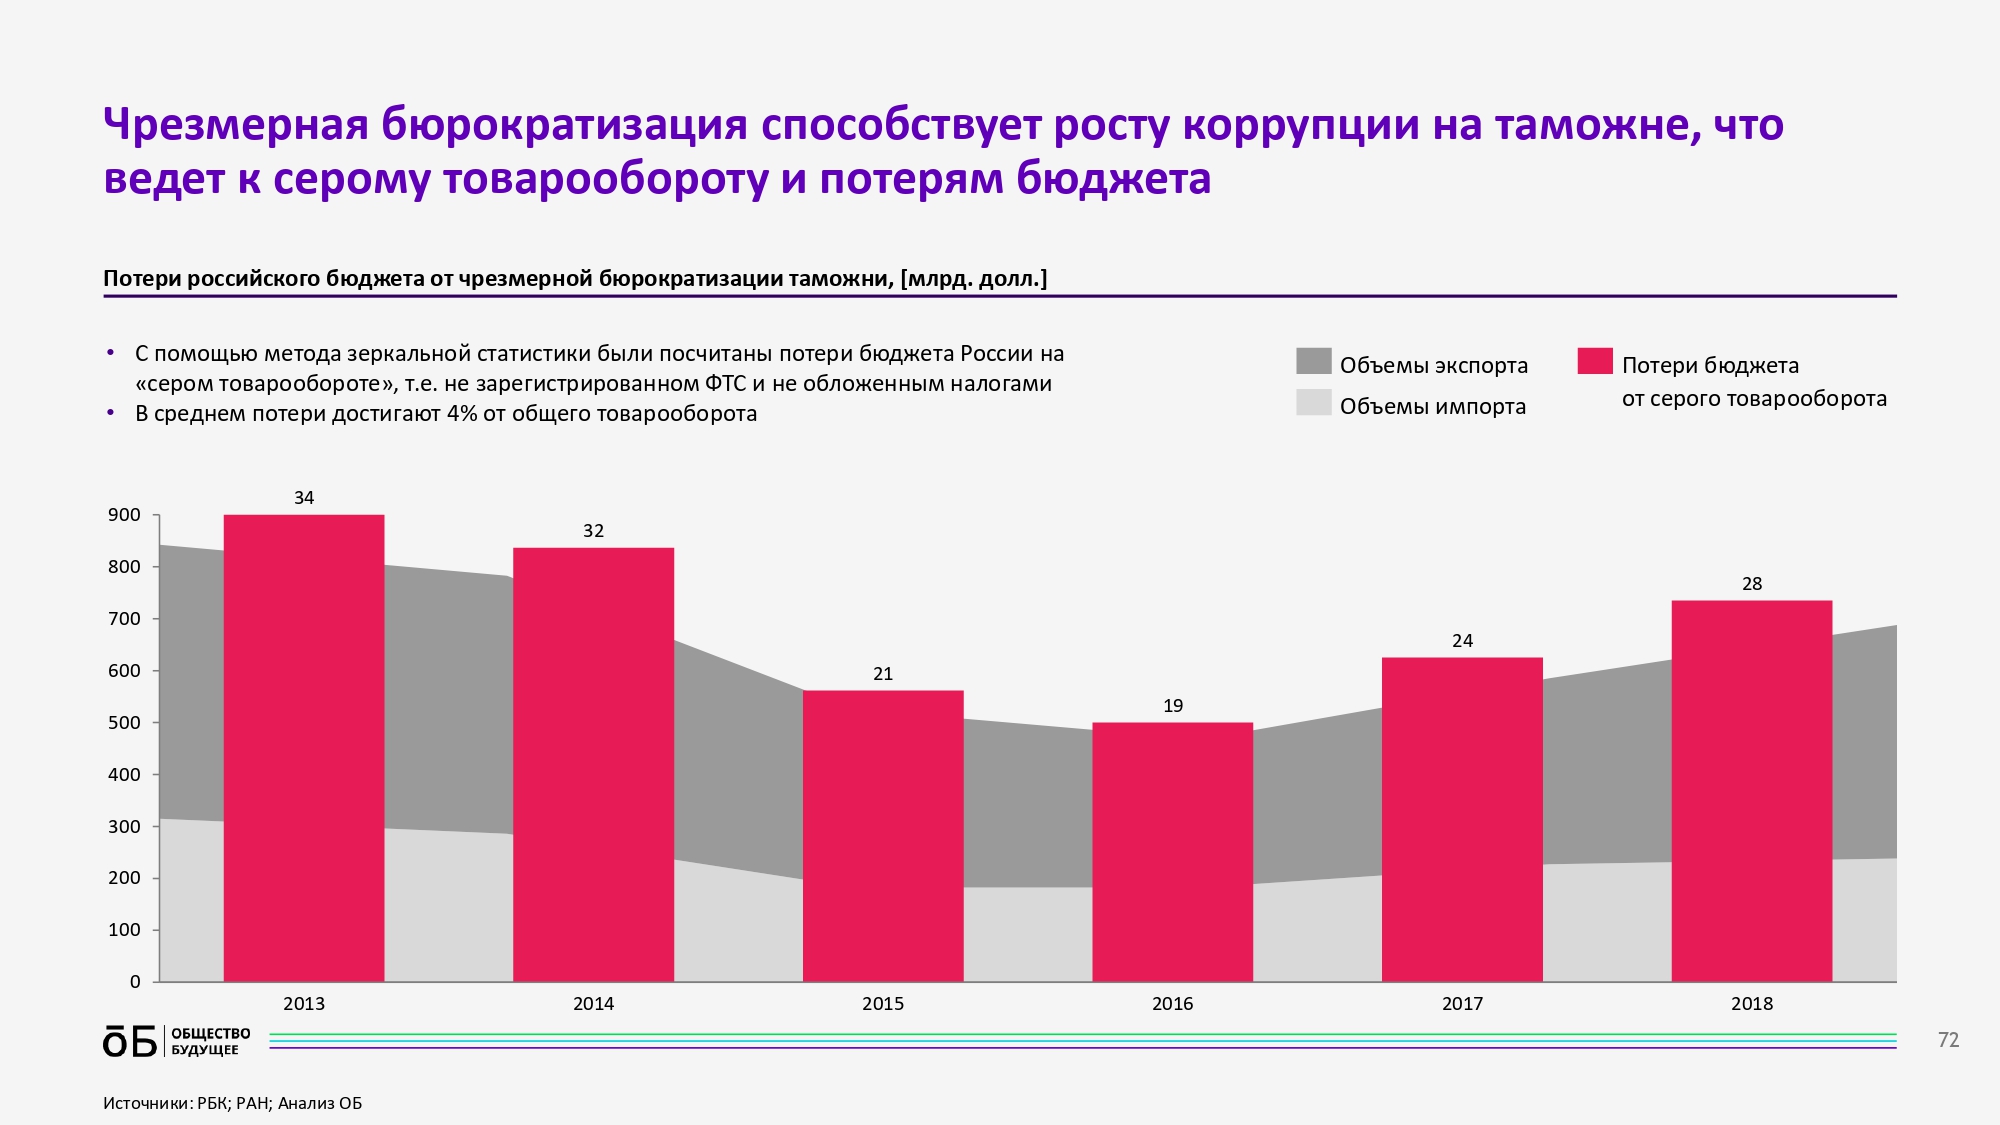 Чрезмерная бюрократизация способствует росту коррупции на таможне, что
ведет к серому товарообороту и потерям бюджета
Потери российского бюджета от чрезмерной бюрократизации таможни, [млрд. долл.]
• С помощью метода зеркальной статистики были посчитаны потери бюджета России на
«сером товарообороте», т.е. не зарегистрированном ФТС и не обложенным налогами
• В среднем потери достигают 4% от общего товарооборота
Объемы экспорта
Объемы импорта
Потери бюджета
от серого товарооборота
900
800
700
600
500
400
300
200
100
0
34
32
21
19
24
28
2013
2014
2015
2016
2017
2018
ōБ
ОБЩЕСТВО
БУДУЩЕЕ
72
Источники: РБК; РАН; Анализ ОБ